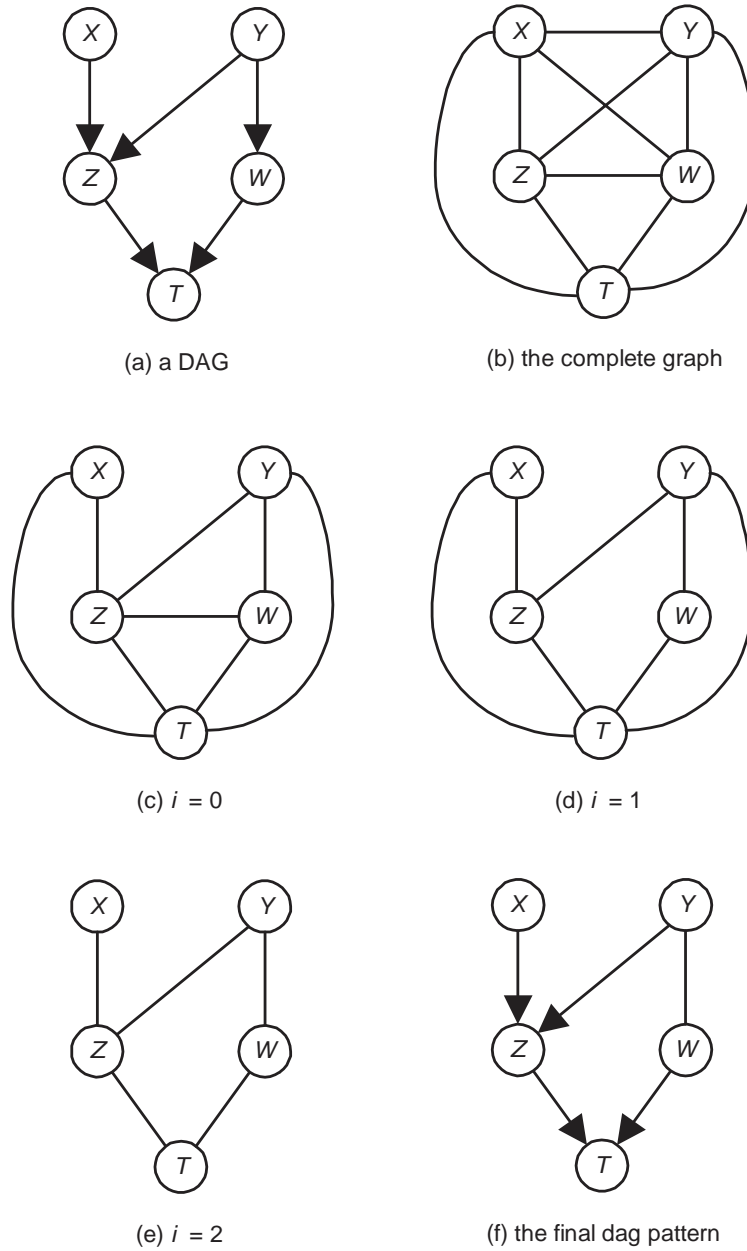 X Y X Y
Z W Z W
T T
(a) a DAG (b) the complete graph
X Y X Y
Z W Z W
T T
(c) i = 0 (d) i = 1
X Y X Y
Z W Z W
T T
(e) i = 2 (f) the final dag pattern